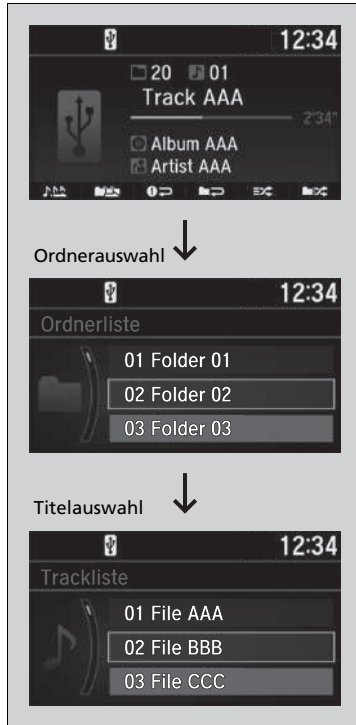 12:34
20 01
Track AAA
2'34"
Album AAA
Artist AAA
Ordnerauswahl
12:34
Ordnerliste
01 Folder 01
02 Folder 02
03 Folder 03
Titelauswahl
12:34
Trackliste
01 File AAA
02 File BBB
03 File CCC